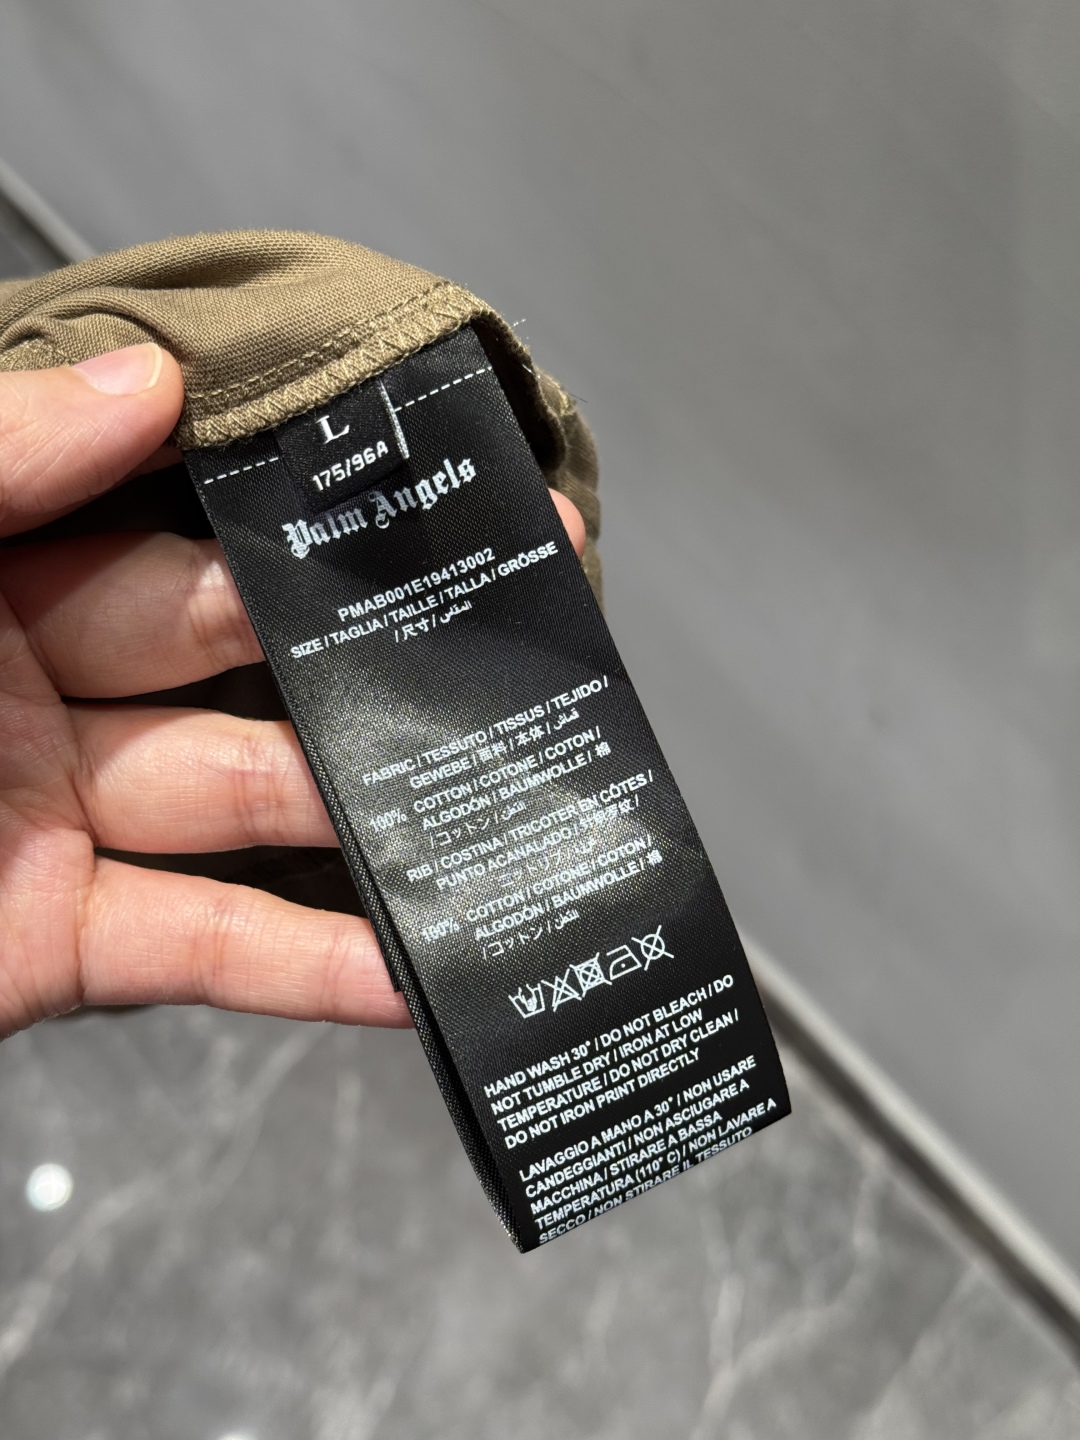 L
175/96A
Palm Angels
PMAB001E19413002
SIZE / TAGLIA / TAILLE / TALLA / GRÖSSE
/ 尺寸 / المقاس
FABRIC / TESSUTO / TISSUS / TEJIDO /
GEWEBE / 面料 / 本体 / قماش
100% COTTON / COTONE / COTON /
ALGODÓN / BAUMWOLLE / 棉
/ コットン / القطن
RIB / COSTINA / TRICOTER EN CÔTES /
PUNTO ACANALADO /
100% COTTON / COTONE / COTON /
ALGODÓN / BAUMWOLLE / 棉
/ コットン / القطن
HAND WASH 30° / DO NOT BLEACH / DO
NOT TUMBLE DRY / IRON AT LOW
TEMPERATURE / DO NOT DRY CLEAN /
DO NOT IRON PRINT DIRECTLY
LAVAGGIO A MANO A 30° / NON USARE
CANDEGGIANTI / NON ASCIUGARE A
MACCHINA / STIRARE A BASSA
TEMPERATURA (110° C) / NON LAVARE A
SECCO / NON STIRARE IL TESSUTO